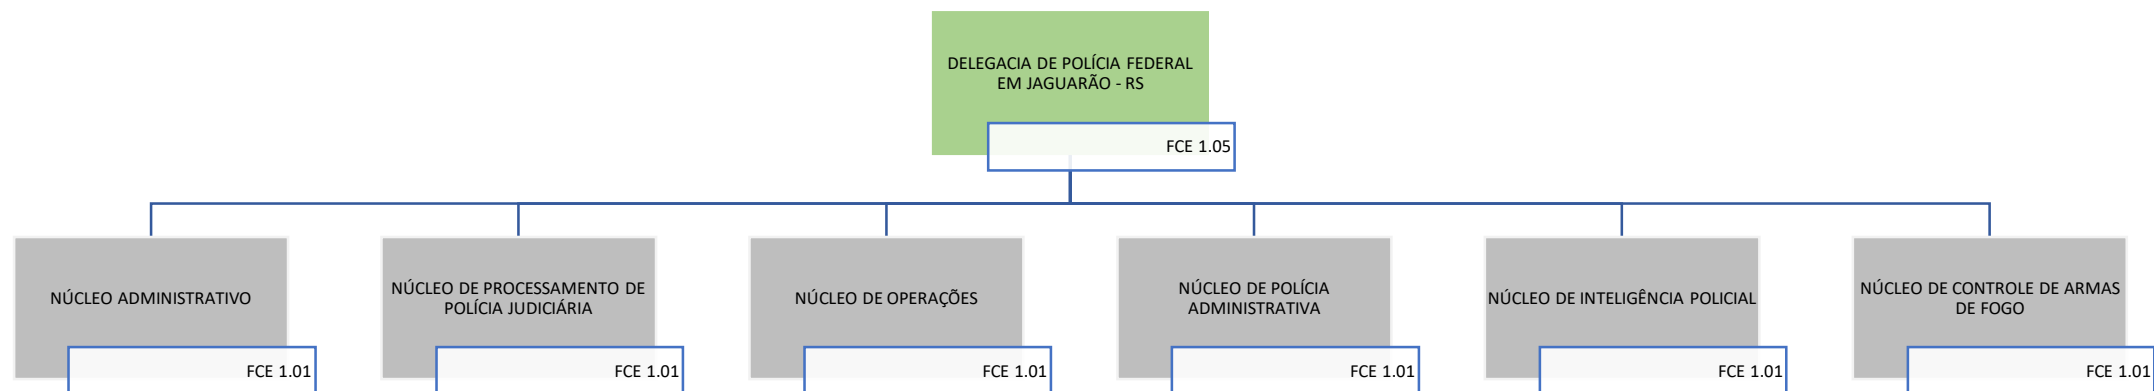 DELEGACIA DE POLÍCIA FEDERAL
EM JAGUARÃO - RS
FCE 1.05
NÚCLEO ADMINISTRATIVO
FCE 1.01
NÚCLEO DE PROCESSAMENTO DE
POLÍCIA JUDICIÁRIA
FCE 1.01
NÚCLEO DE OPERAÇÕES
FCE 1.01
NÚCLEO DE POLÍCIA
ADMINISTRATIVA
FCE 1.01
NÚCLEO DE INTELIGÊNCIA POLICIAL
FCE 1.01
NÚCLEO DE CONTROLE DE ARMAS
DE FOGO
FCE 1.01